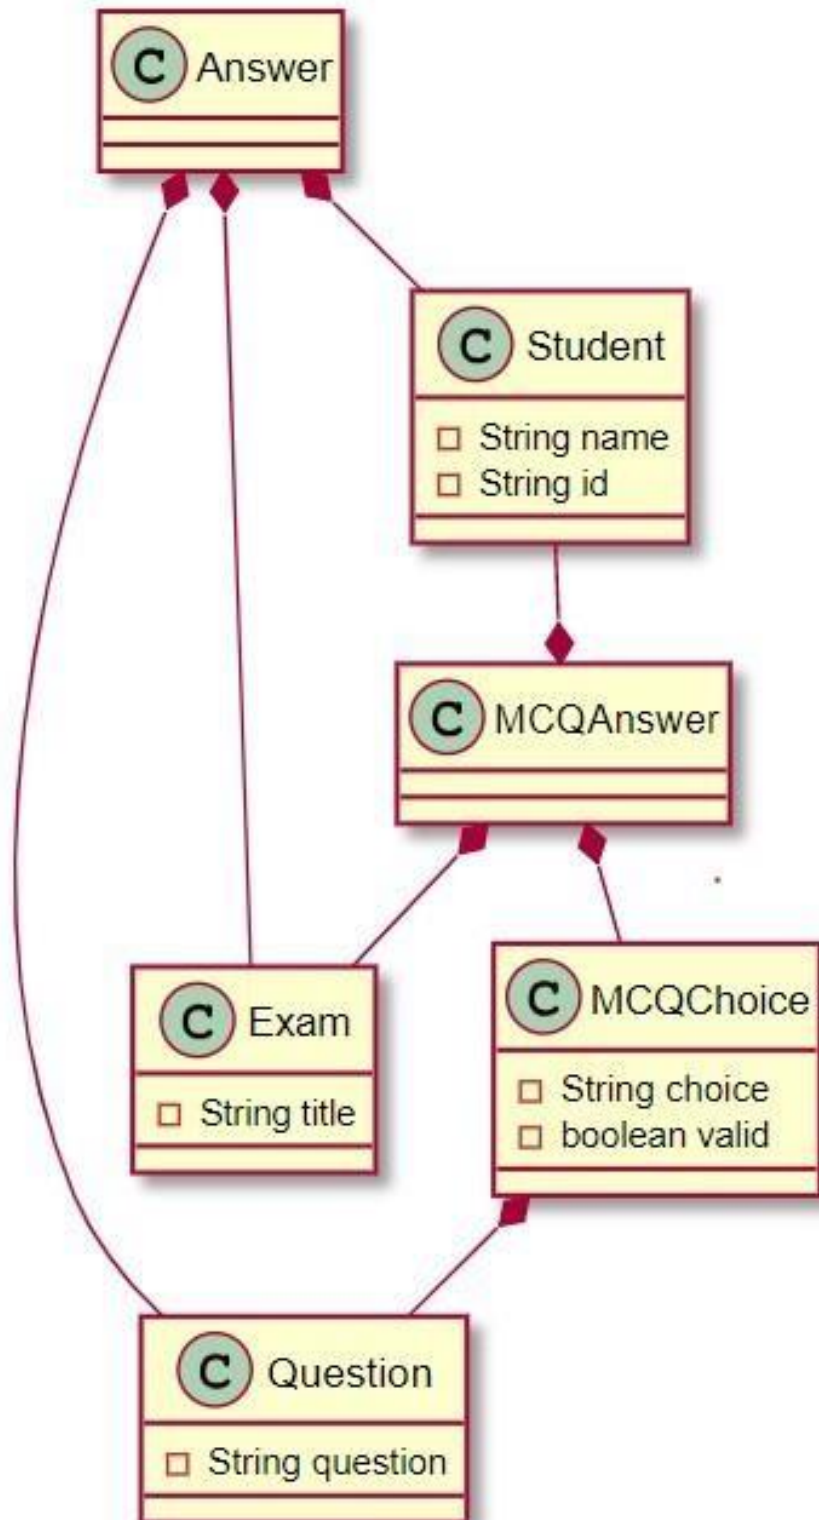 C Answer
C Student
String name
String id
C MCQAnswer
C Exam
String title
C MCQChoice
String choice
boolean valid
C Question
String question